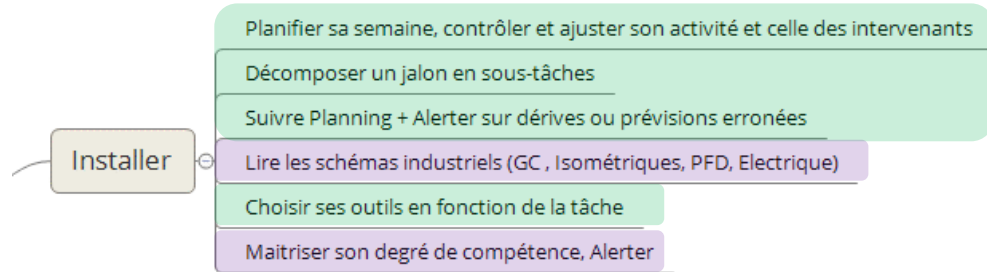 Planifier sa semaine, contrôler et ajuster son activité et celle des intervenants
Décomposer un jalon en sous-tâches
Suivre Planning + Alerter sur dérives ou prévisions erronées
Installer
Lire les schémas industriels (GC , Isométriques, PFD, Electrique)
Choisir ses outils en fonction de la tâche
Maitriser son degré de compétence, Alerter